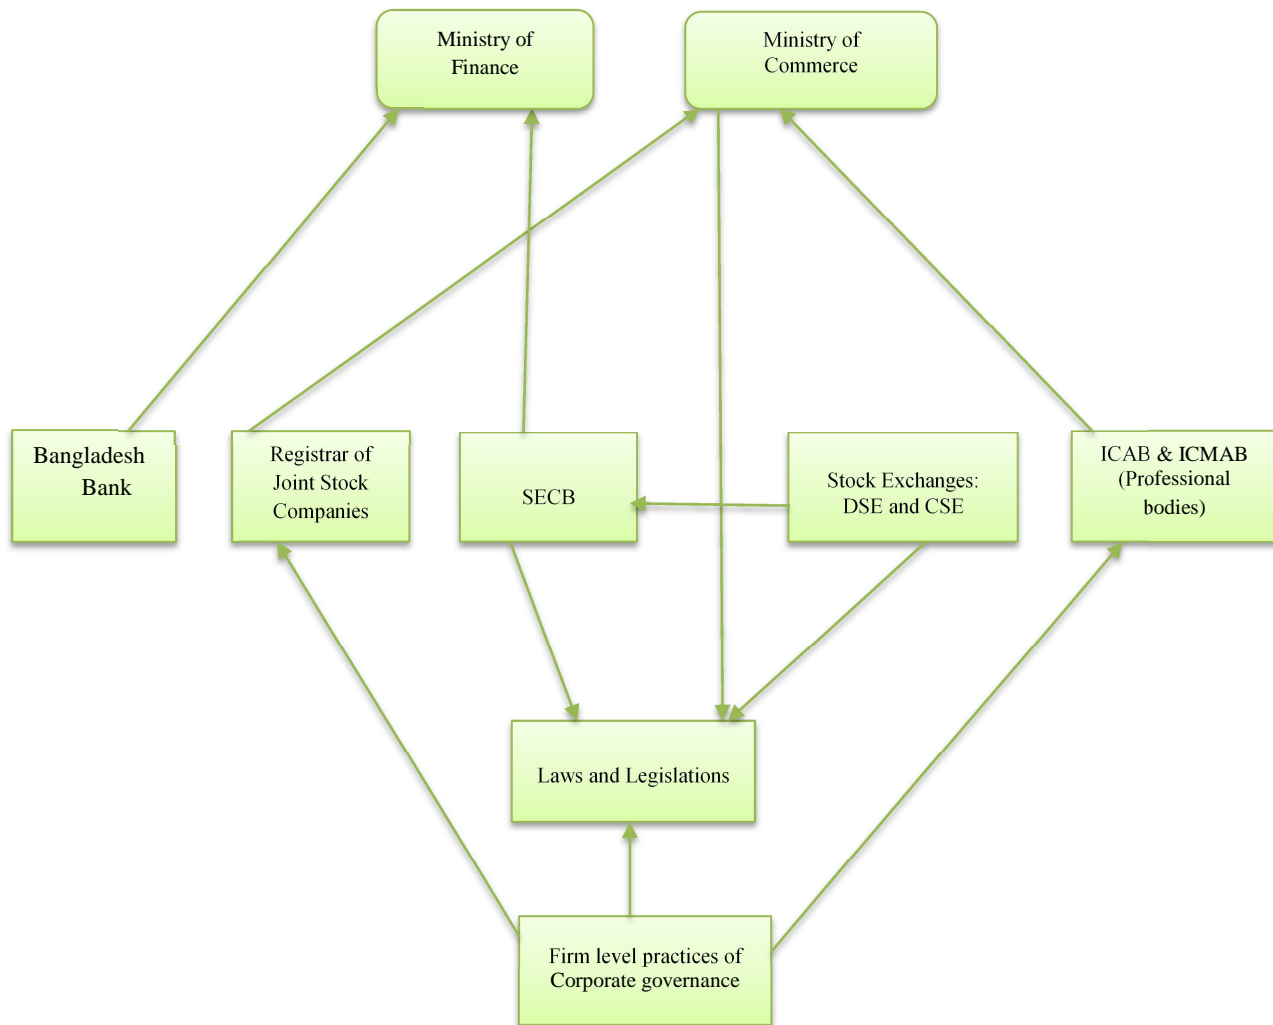 Ministry of
Finance
Ministry of
Commerce
Bangladesh
Bank
Registrar of
Joint Stock
Companies
SECB
Stock Exchanges:
DSE and CSE
ICAB & ICMAB
(Professional
bodies)
Laws and Legislations
Firm level practices of
Corporate governance